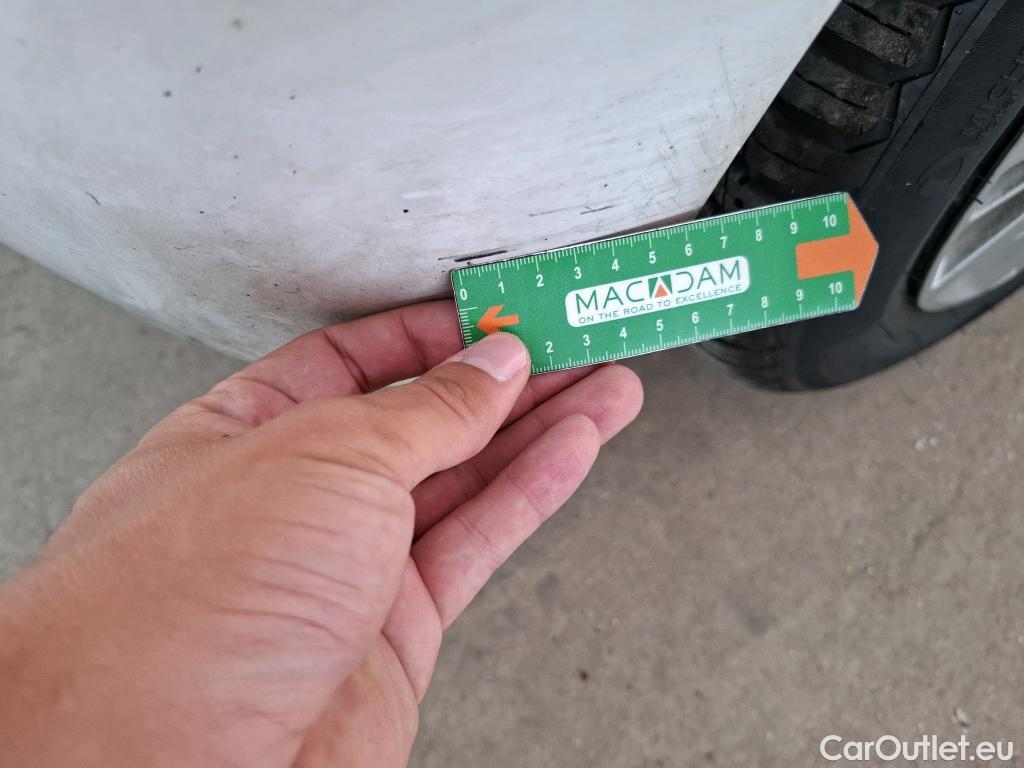 0 1 2 3 4 5 6 7 8 9 10
MACADAM
ON THE ROAD TO EXCELLENCE
2 3 4 5 6 7 8 9 10
CarOutlet.eu